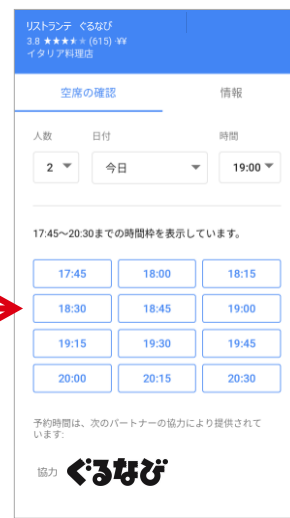 リストランテ ぐるなび
3.8 ★★★★★ (615)·¥¥
イタリア料理店
空席の確認 情報
人数 日付 時間
2 今日 19:00
17:45~20:30までの時間枠を表示しています。
17:45 18:00 18:15
18:30 18:45 19:00
19:15 19:30 19:45
20:00 20:15 20:30
予約時間は、次のパートナーの協力により提供されて
います:
協力 ぐるなび